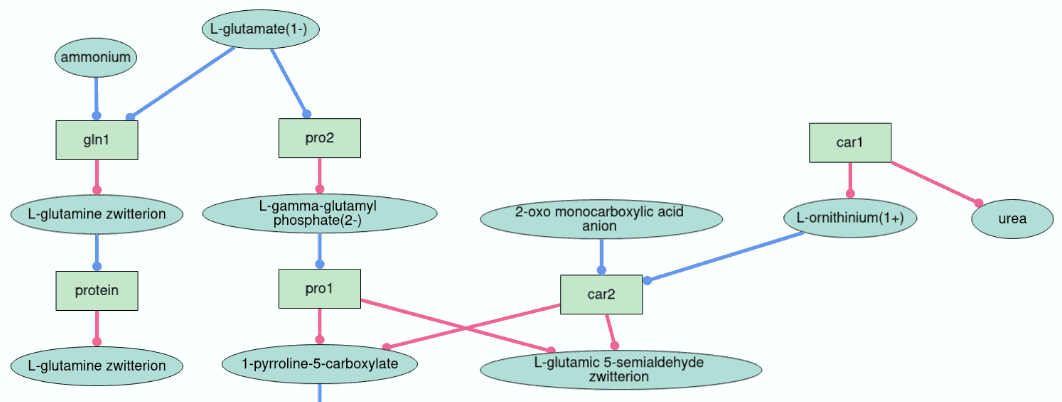 L-glutamate(1-)
ammonium
gln1
pro2
car1
L-glutamine zwitterion
L-gamma-glutamyl
phosphate(2-)
2-oxo monocarboxylic acid
anion
L-ornithinium(1+)
urea
protein
pro1
car2
L-glutamine zwitterion
1-pyrroline-5-carboxylate
L-glutamic 5-semialdehyde
zwitterion